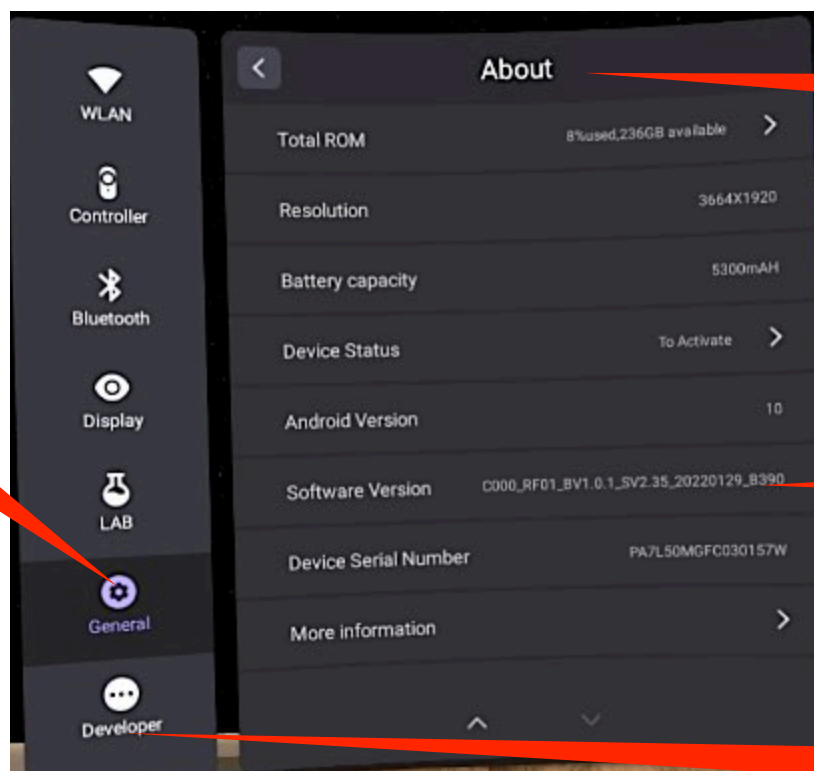 WLAN
Controller
Bluetooth
Display
LAB
General
Developer
About
Total ROM 8%used,236GB available
Resolution 3664X1920
Battery capacity 5300mAH
Device Status To Activate
Android Version 10
Software Version C000_RF01_BV1.0.1_SV2.35_20220129_B390
Device Serial Number PA7L50MGFC030157W
More information